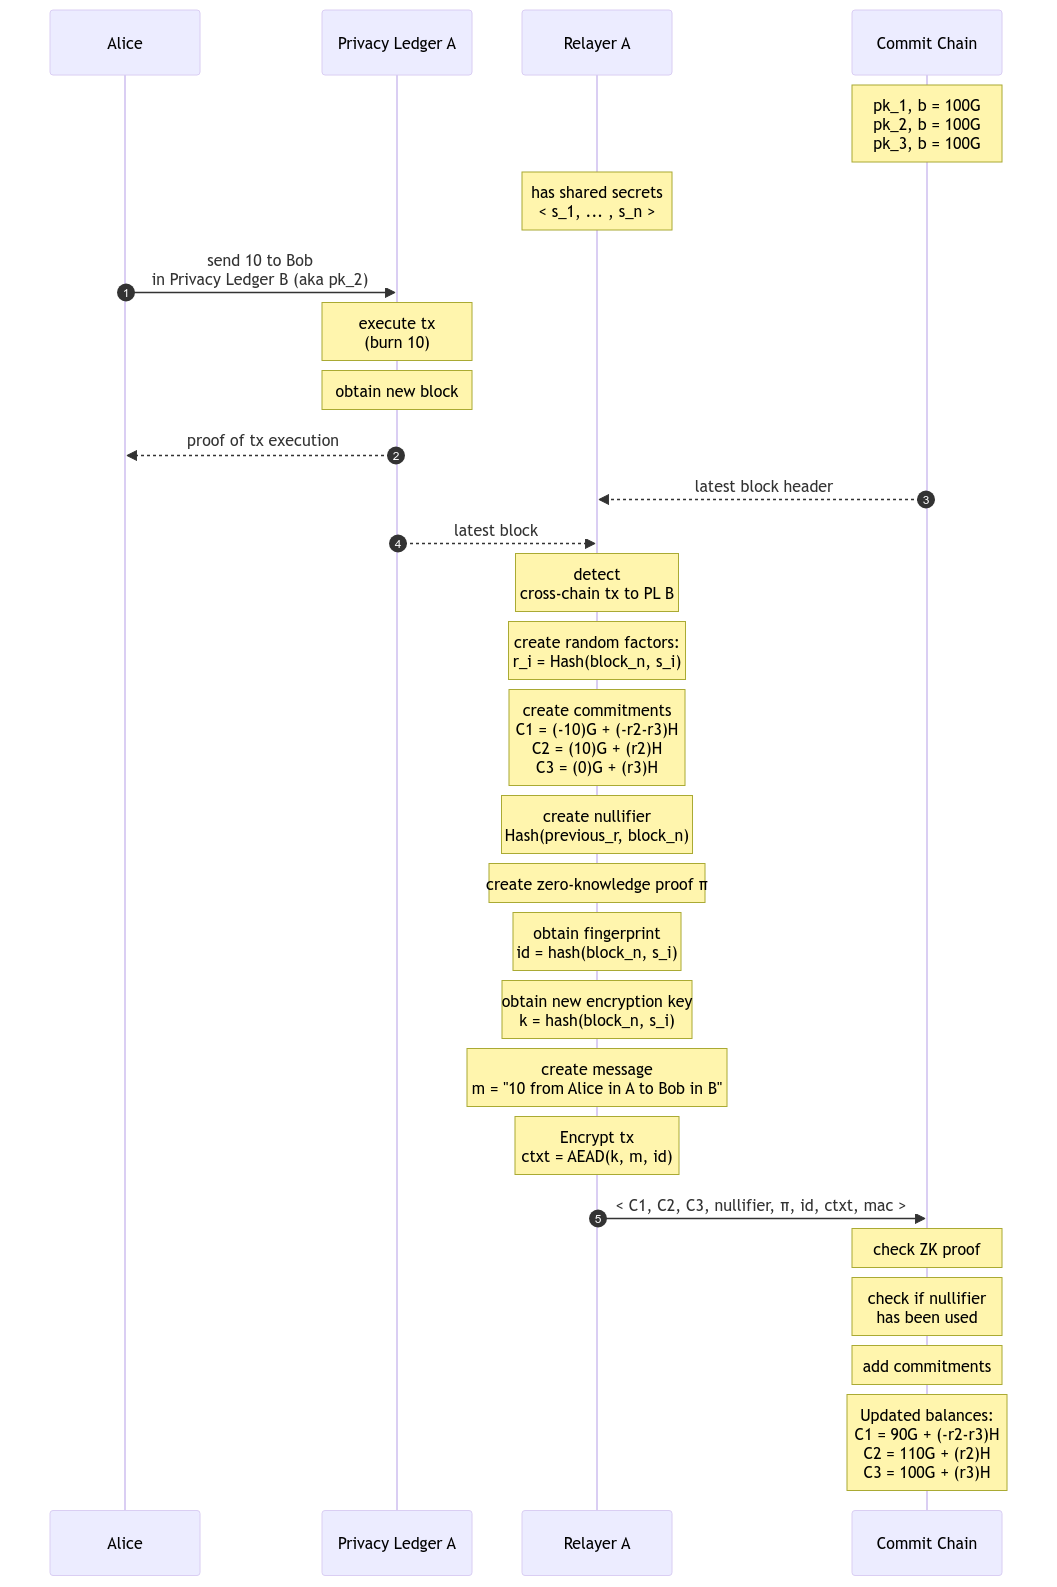 Alice
Privacy Ledger A
Relayer A
Commit Chain
pk_1, b = 100G
pk_2, b = 100G
pk_3, b = 100G
has shared secrets
< s_1, ... , s_n >
send 10 to Bob
in Privacy Ledger B (aka pk_2)
1
execute tx
(burn 10)
obtain new block
proof of tx execution
2
latest block header
3
latest block
4
detect
cross-chain tx to PL B
create random factors:
r_i = Hash(block_n, s_i)
create commitments
C1 = (-10)G + (-r2-r3)H
C2 = (10)G + (r2)H
C3 = (0)G + (r3)H
create nullifier
Hash(previous_r, block_n)
create zero-knowledge proof π
obtain fingerprint
id = hash(block_n, s_i)
obtain new encryption key
k = hash(block_n, s_i)
create message
m = "10 from Alice in A to Bob in B"
Encrypt tx
ctxt = AEAD(k, m, id)
< C1, C2, C3, nullifier, π, id, ctxt, mac >
5
check ZK proof
check if nullifier
has been used
add commitments
Updated balances:
C1 = 90G + (-r2-r3)H
C2 = 110G + (r2)H
C3 = 100G + (r3)H
Alice
Privacy Ledger A
Relayer A
Commit Chain